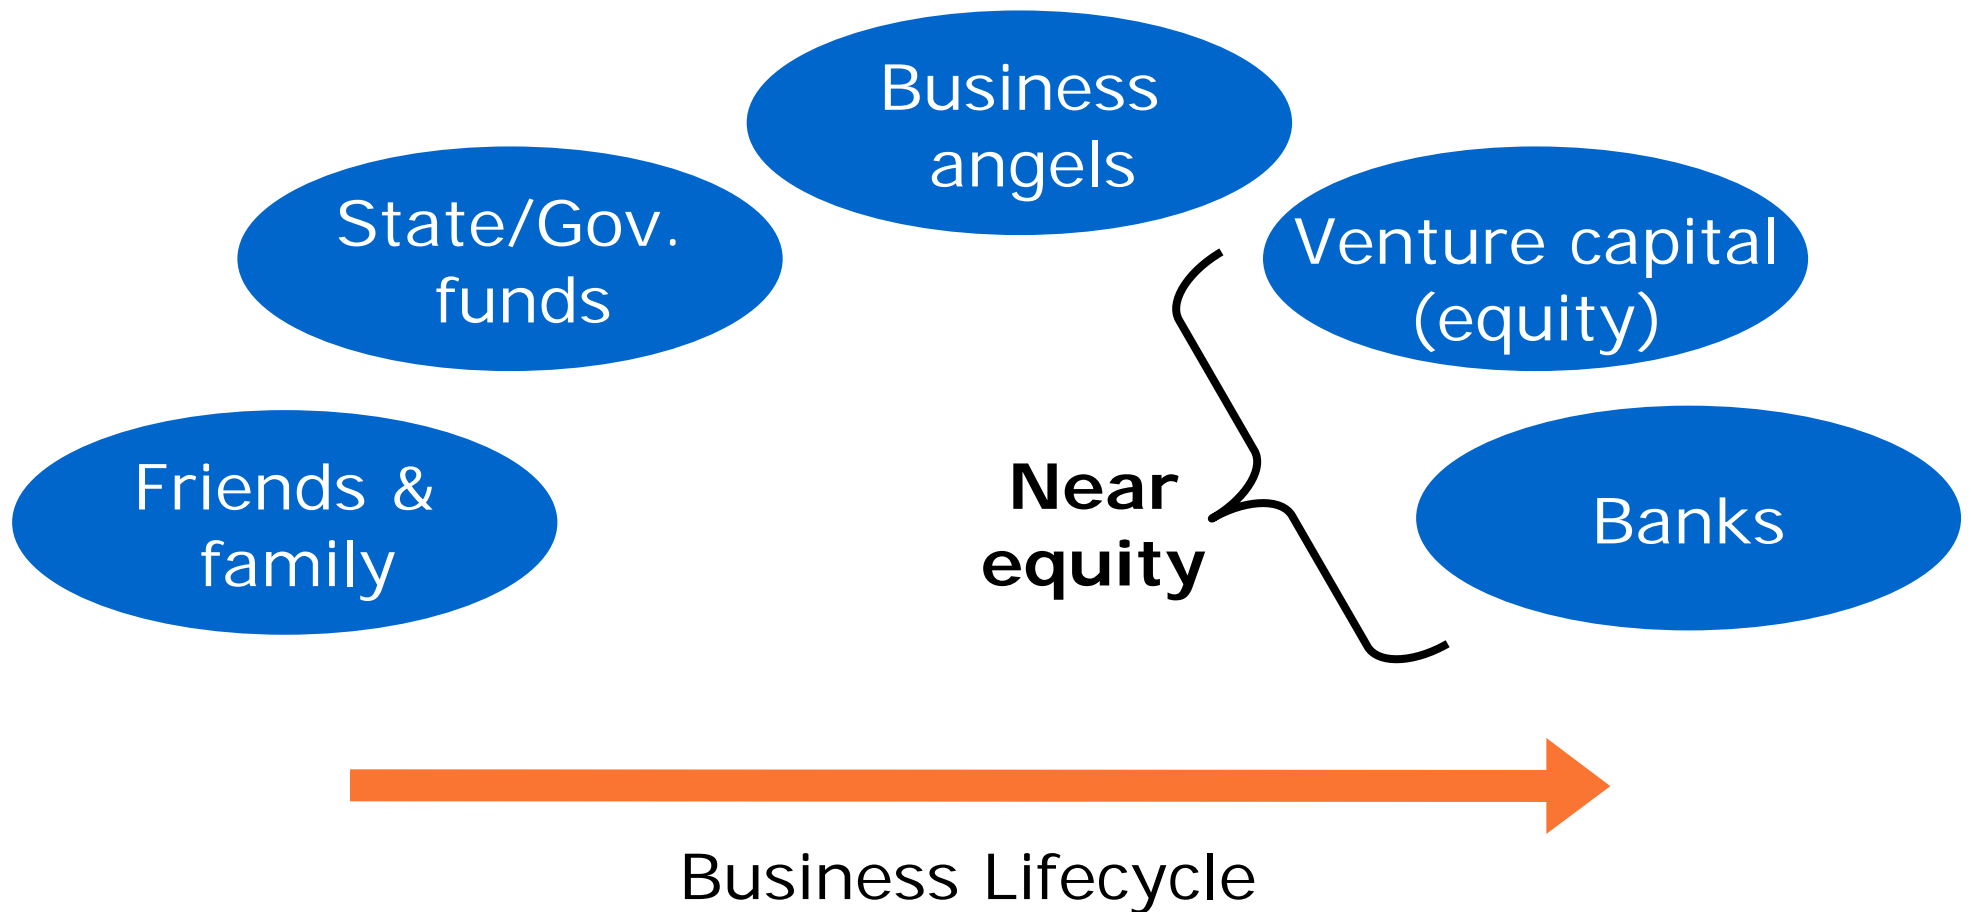 Business
angels
State/Gov.
funds
Venture capital
(equity)
Friends &
family
Near
equity
Banks
Business Lifecycle